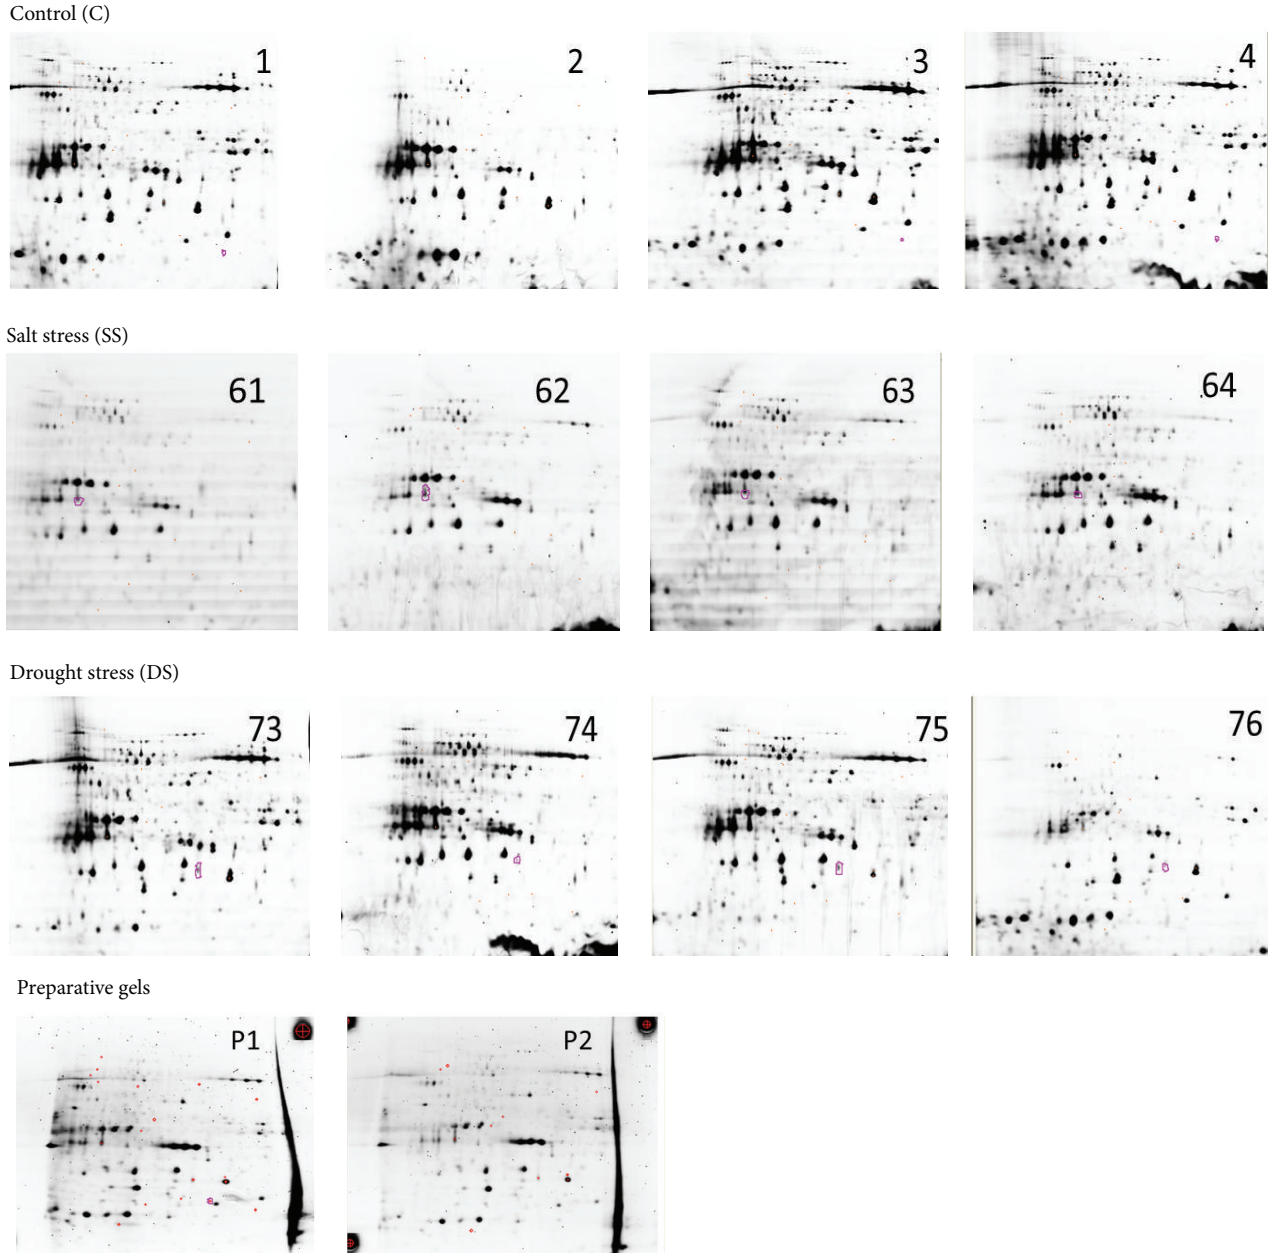 Control (C)
1
2
3
4
Salt stress (SS)
61
62
63
64
Drought stress (DS)
73
74
75
76
Preparative gels
P1
P2